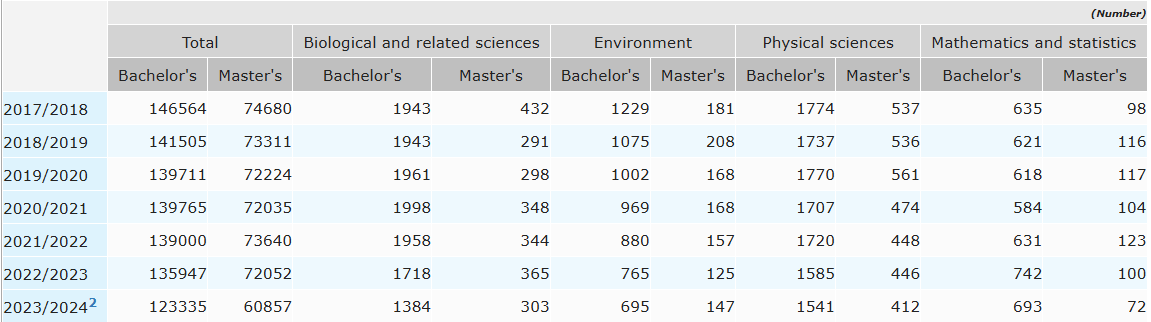 (Number)
Total Biological and related sciences Environment Physical sciences Mathematics and statistics
Bachelor's Master's Bachelor's Master's Bachelor's Master's Bachelor's Master's Bachelor's Master's
2017/2018 146564 74680 1943 432 1229 181 1774 537 635 98
2018/2019 141505 73311 1943 291 1075 208 1737 536 621 116
2019/2020 139711 72224 1961 298 1002 168 1770 561 618 117
2020/2021 139765 72035 1998 348 969 168 1707 474 584 104
2021/2022 139000 73640 1958 344 880 157 1720 448 631 123
2022/2023 135947 72052 1718 365 765 125 1585 446 742 100
2023/2024² 123335 60857 1384 303 695 147 1541 412 693 72